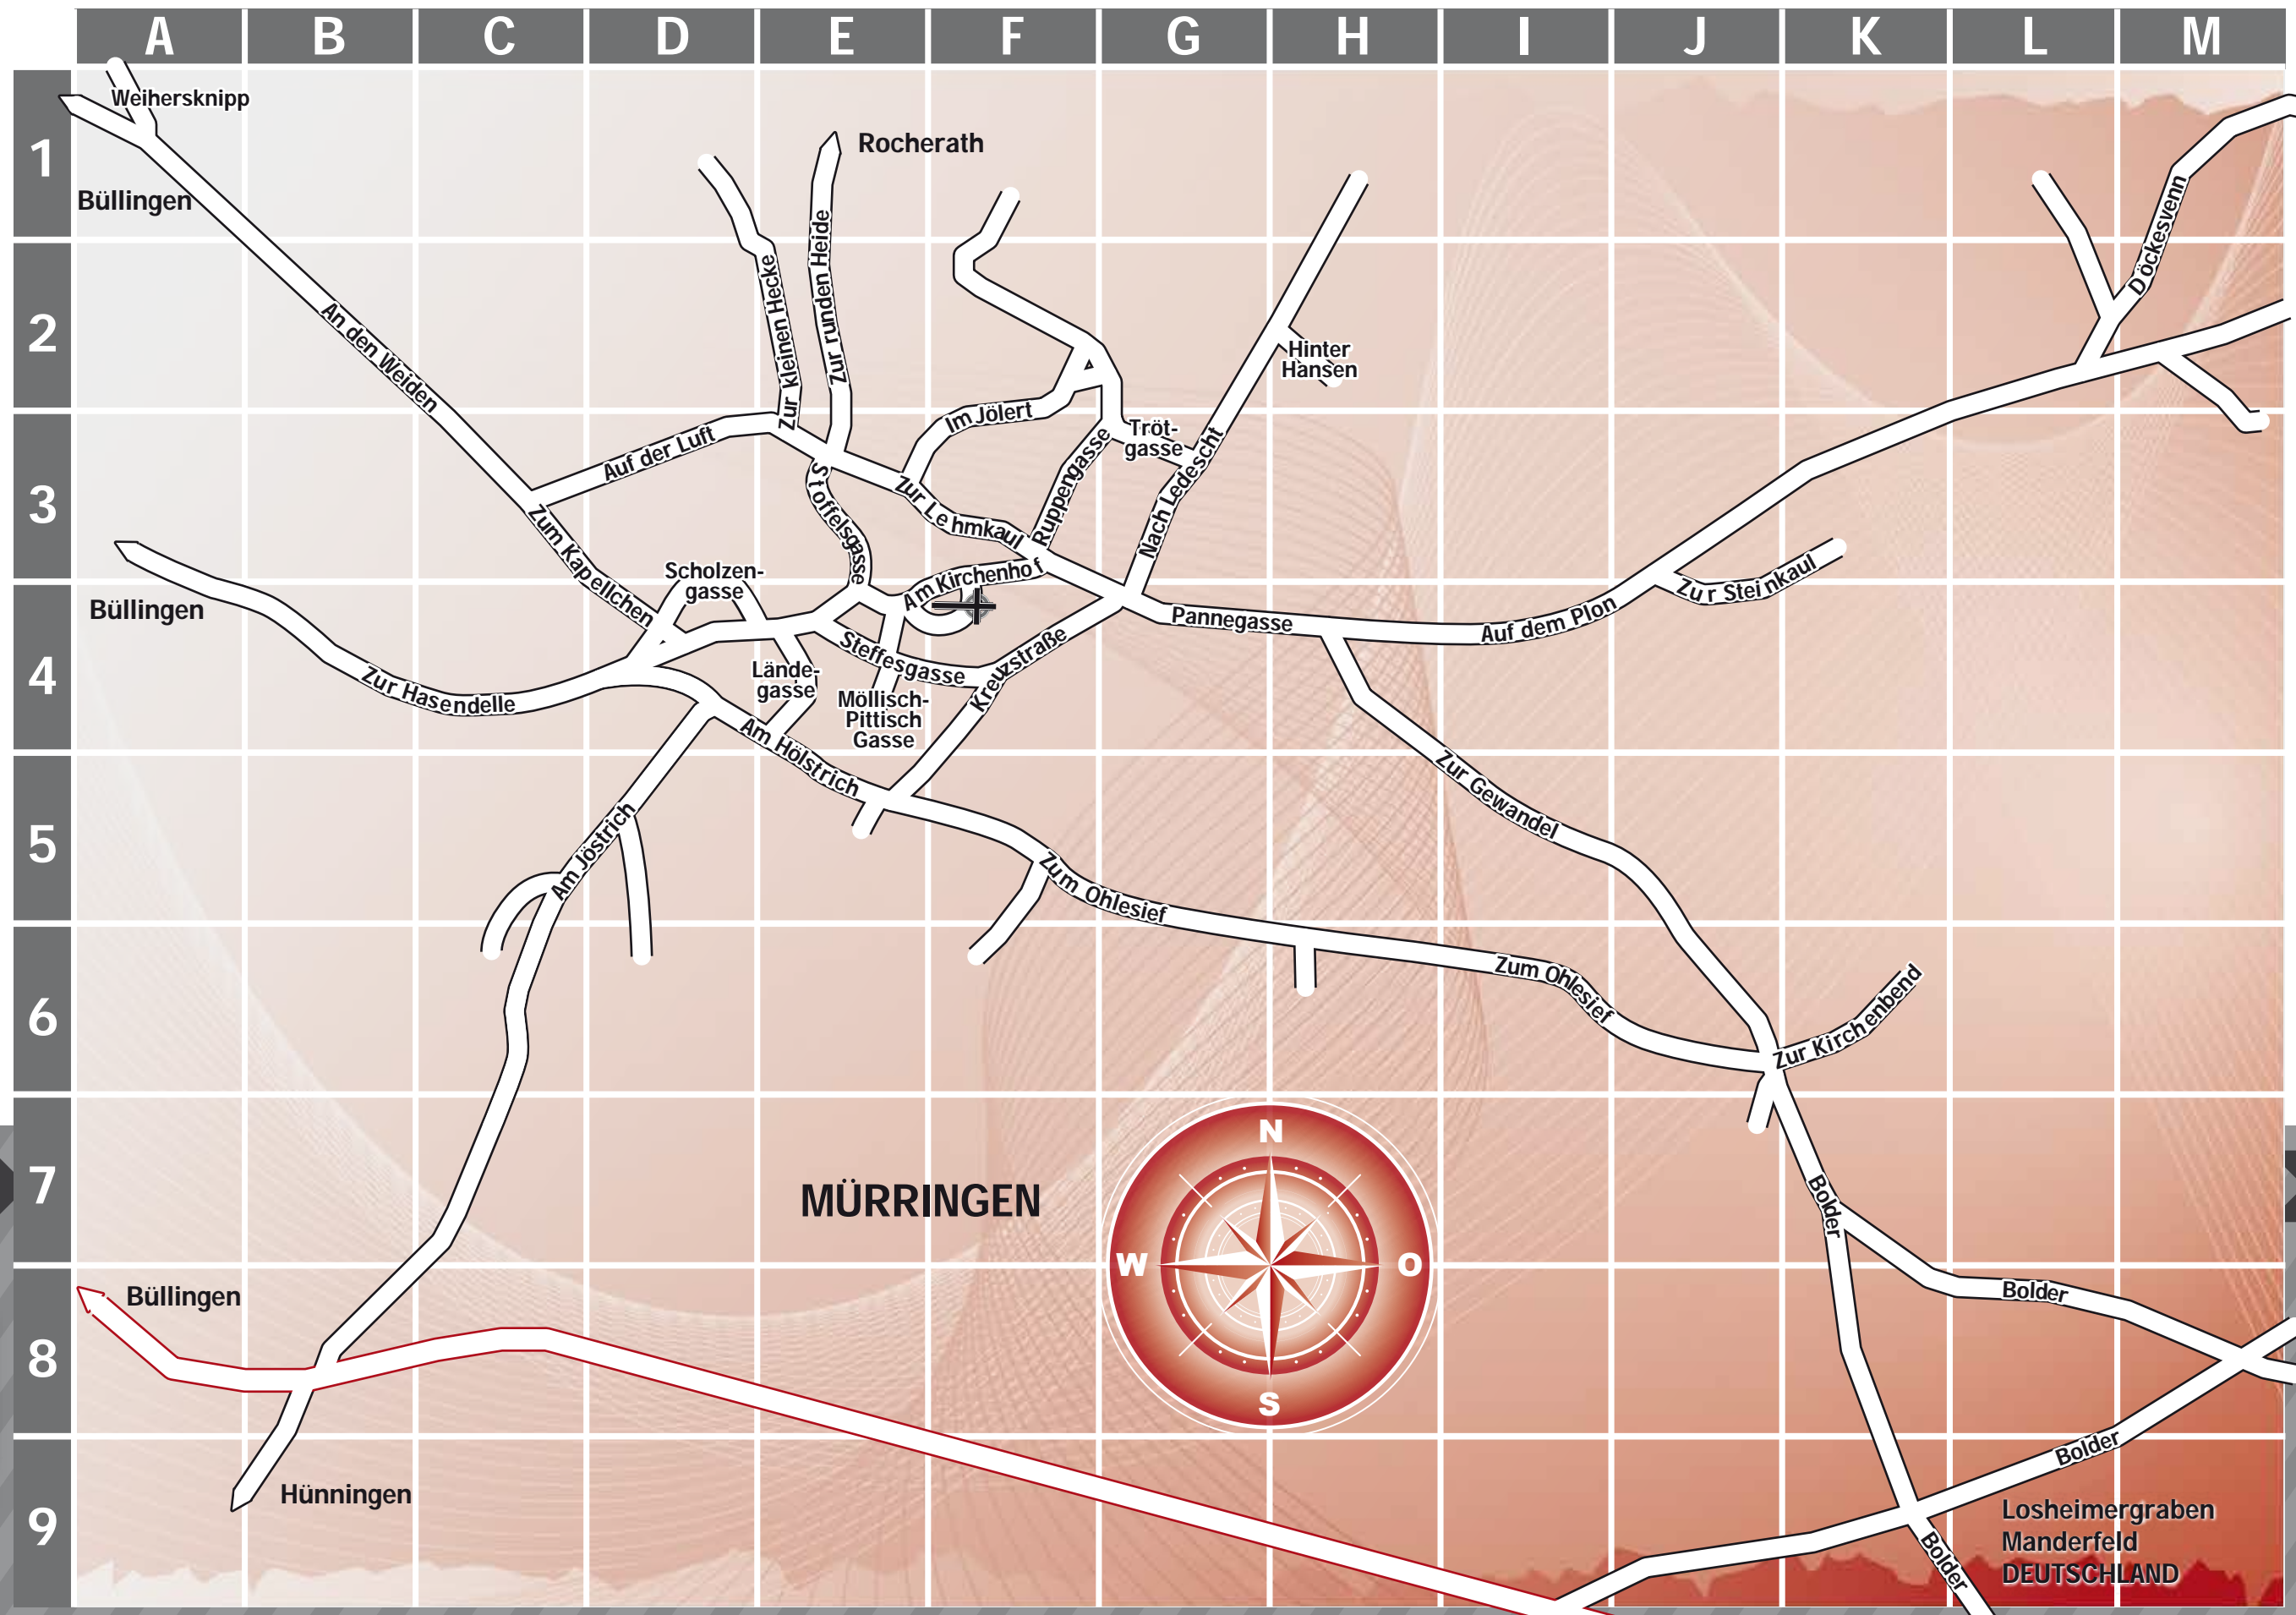 A B C D E F G H I J K L M
1
2
3
4
5
6
7
8
9
Weihersknipp
Büllingen
Rocherath
An den Weiden
Zur kleinen Hecke
Zur runden Heide
Hinter
Hansen
Döckesvenn
Auf der Luft
Im Jölert
Tröt-
gasse
Ruppengasse
Nach Ledescht
Stoffelsgasse
Zur Lehmkaul
Zum Kapellchen
Scholzen-
gasse
Am Kirchenhof
Zur Steinkaul
Büllingen
Pannegasse
Auf dem Plon
Steffesgasse
Kreuzstraße
Lände-
gasse
Möllisch-
Pittisch
Gasse
Zur Hasendelle
Am Hölstrich
Zur Gewandel
Am Jöstrich
Zum Ohlesief
Zum Ohlesief
Zur Kirchenbend
MÜRRINGEN
N
W
O
S
Bolder
Büllingen
Bolder
Bolder
Hünningen
Bolder
Losheimergraben
Manderfeld
DEUTSCHLAND